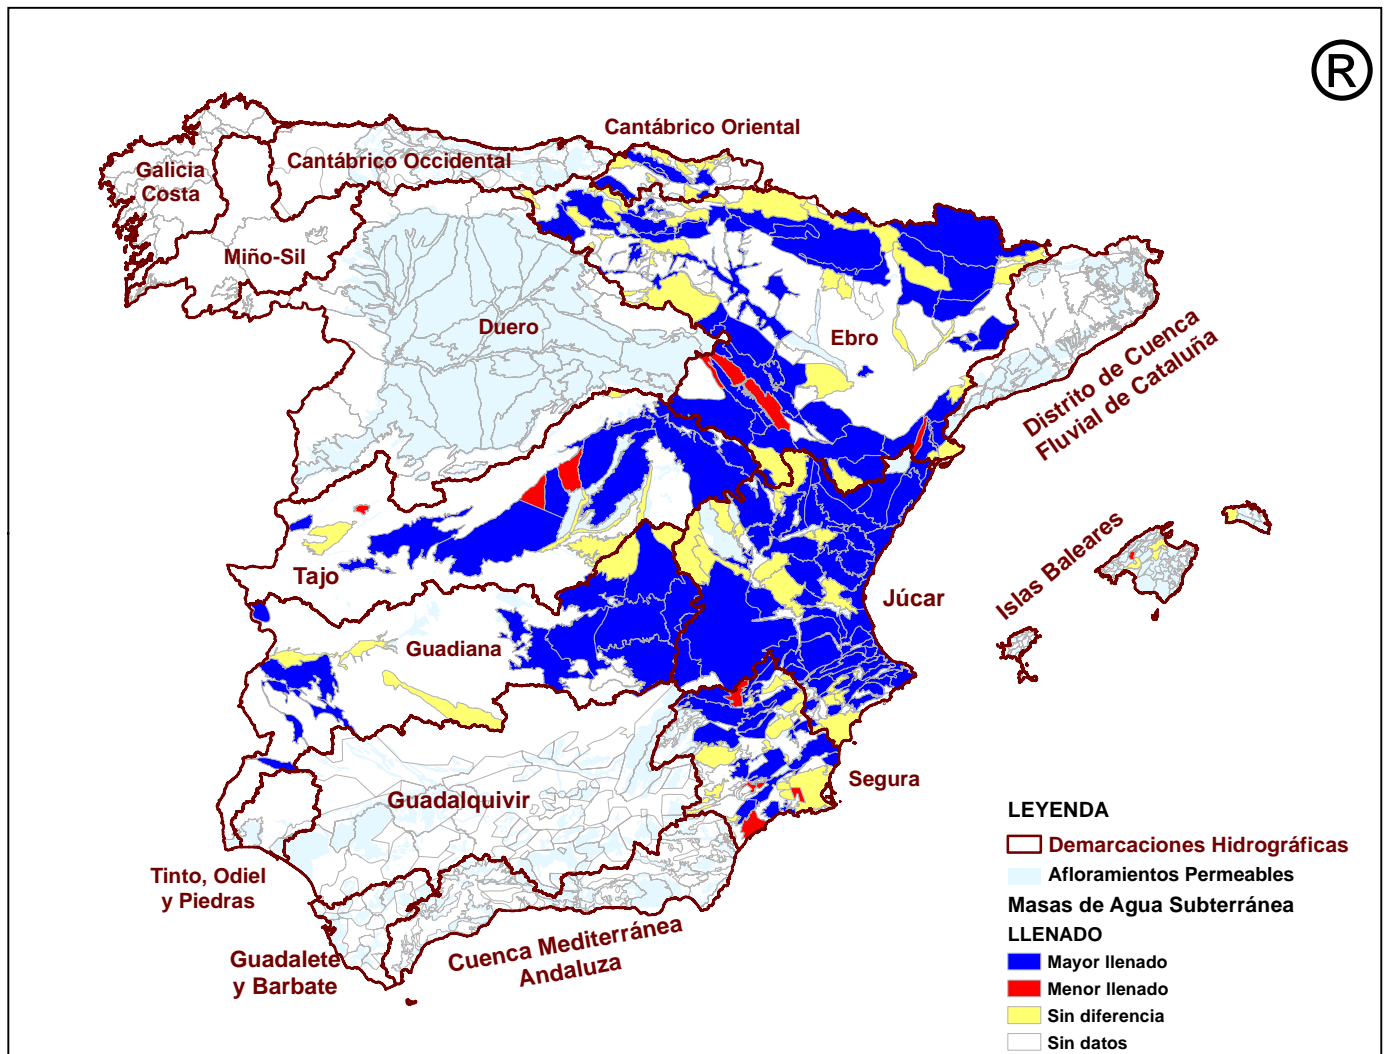 ®
Cantábrico Oriental
Cantábrico Occidental
Galicia
Costa
Miño-Sil
Duero
Ebro
Distrito de Cuenca
Fluvial de Cataluña
Islas Baleares
Tajo
Júcar
Guadiana
Segura
Guadalquivir
Tinto, Odiel
y Piedras
Guadalete
y Barbate
Cuenca Mediterránea
Andaluza
LEYENDA
Demarcaciones Hidrográficas
Afloramientos Permeables
Masas de Agua Subterránea
LLENADO
Mayor llenado
Menor llenado
Sin diferencia
Sin datos